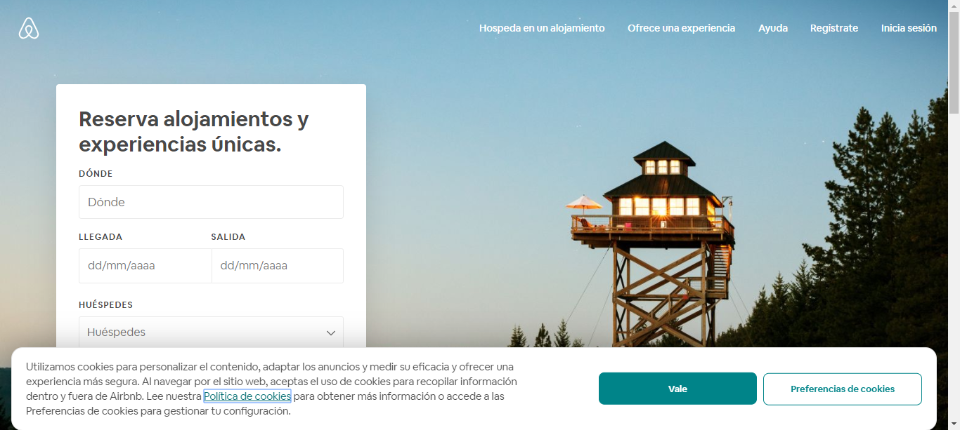 Hospeda en un alojamiento Ofrece una experiencia Ayuda Regístrate Inicia sesión
Reserva alojamientos y
experiencias únicas.
DÓNDE
Dónde
LLEGADA SALIDA
dd/mm/aaaa dd/mm/aaaa
HUÉSPEDES
Huéspedes
Utilizamos cookies para personalizar el contenido, adaptar los anuncios y medir su eficacia y ofrecer una
experiencia más segura. Al navegar por el sitio web, aceptas el uso de cookies para recopilar información
dentro y fuera de Airbnb. Lee nuestra Política de cookies para obtener más información o accede a las
Preferencias de cookies para gestionar tu configuración.
Vale
Preferencias de cookies